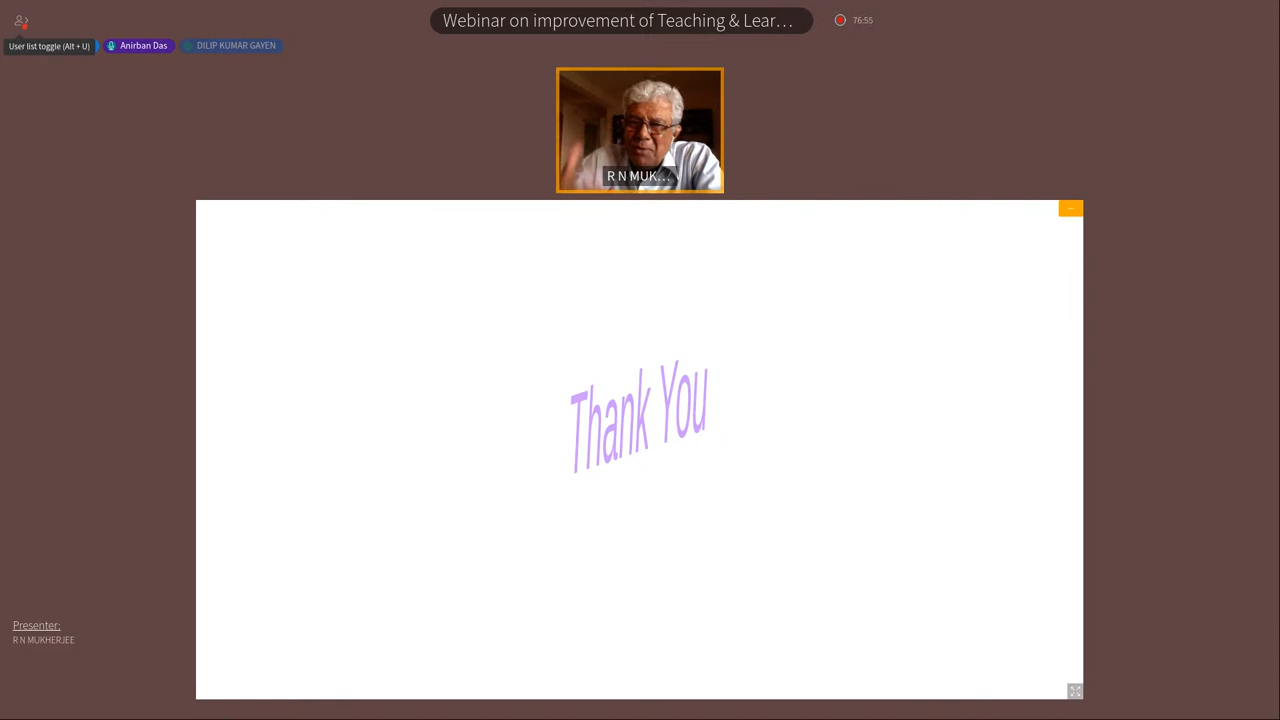 Webinar on improvement of Teaching & Lear...
76:55
User list toggle (Alt + U)
Anirban Das
DILIP KUMAR GAYEN
R N MUK...
Thank You
Presenter:
R N MUKHERJEE